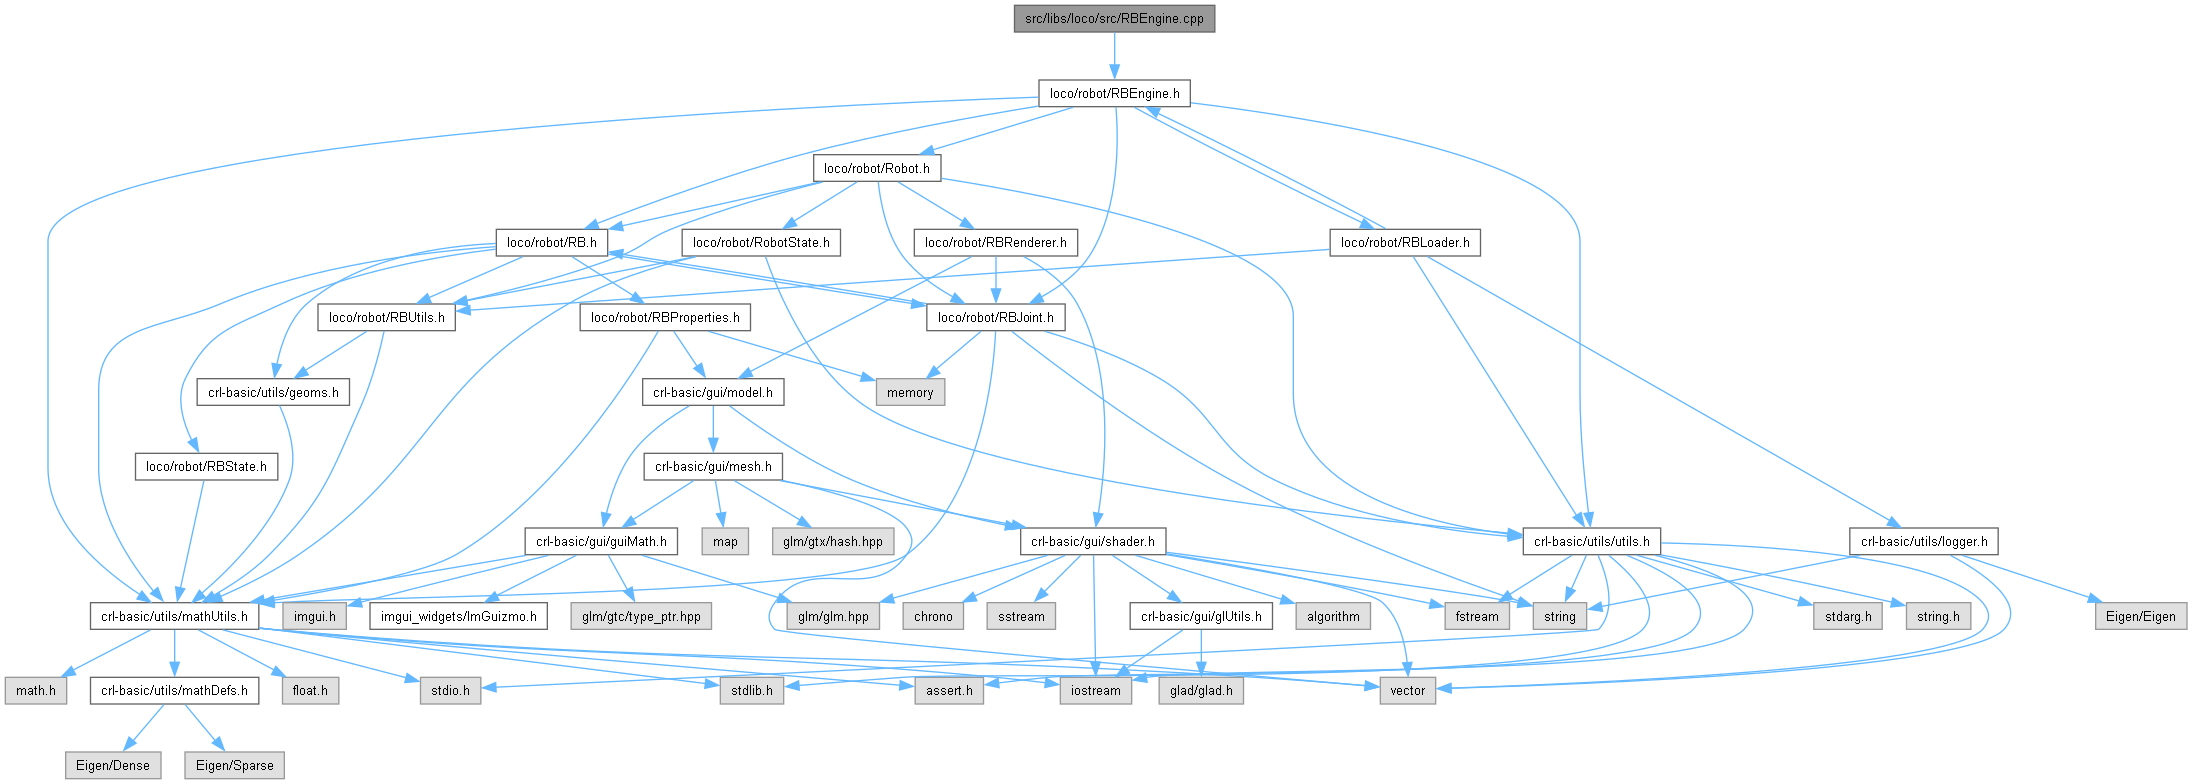 src/libs/loco/src/RBEngine.cpp
loco/robot/RBEngine.h
loco/robot/Robot.h
loco/robot/RB.h
loco/robot/RobotState.h
loco/robot/RBRenderer.h
loco/robot/RBLoader.h
loco/robot/RBUtils.h
loco/robot/RBProperties.h
loco/robot/RBJoint.h
crl-basic/utils/geoms.h
crl-basic/gui/model.h
memory
loco/robot/RBState.h
crl-basic/gui/mesh.h
crl-basic/gui/guiMath.h
map
glm/gtx/hash.hpp
crl-basic/gui/shader.h
crl-basic/utils/utils.h
crl-basic/utils/logger.h
crl-basic/utils/mathUtils.h
imgui.h
imgui_widgets/ImGuizmo.h
glm/gtc/type_ptr.hpp
glm/glm.hpp
chrono
sstream
crl-basic/gui/glUtils.h
algorithm
fstream
string
stdarg.h
string.h
Eigen/Eigen
math.h
crl-basic/utils/mathDefs.h
float.h
stdio.h
stdlib.h
assert.h
iostream
glad/glad.h
vector
Eigen/Dense
Eigen/Sparse